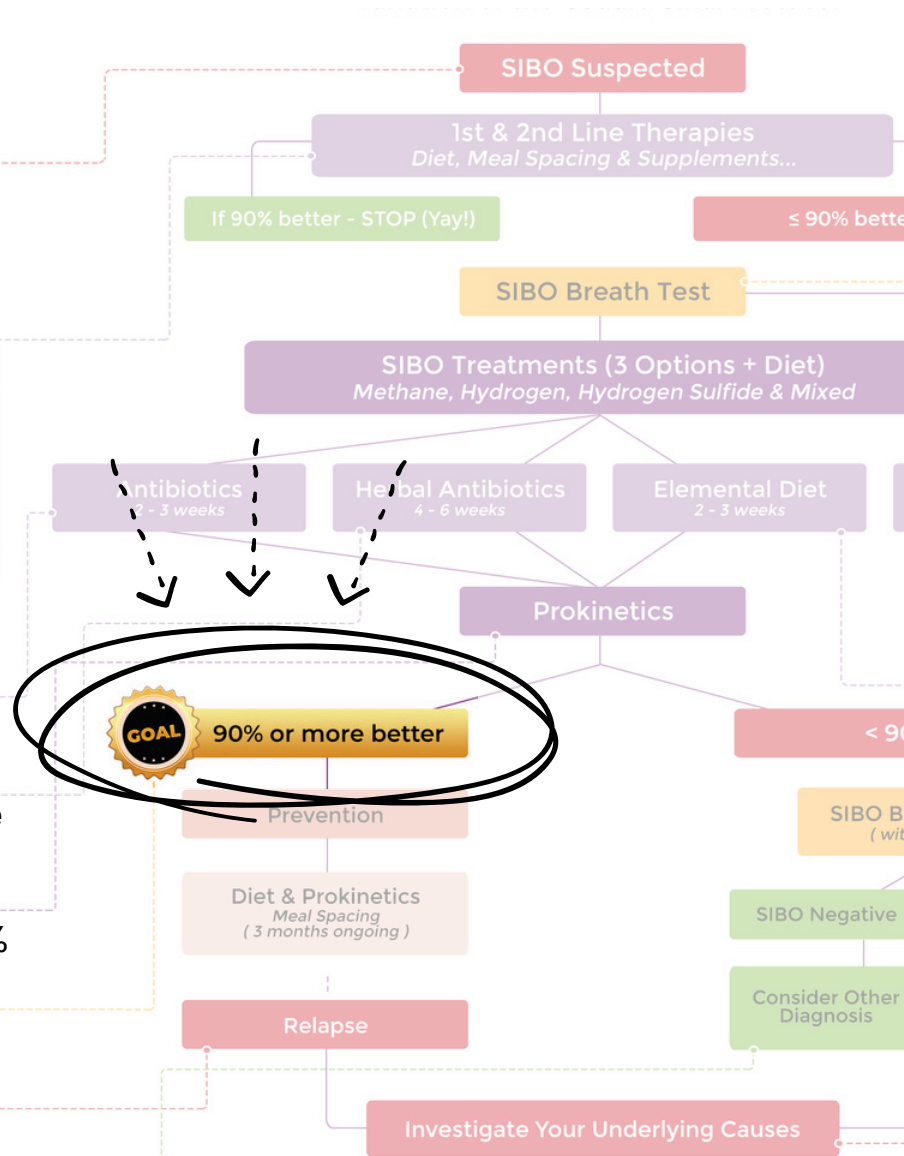 SIBO Suspected
1st & 2nd Line Therapies
Diet, Meal Spacing & Supplements...
If 90% better - STOP (Yay!)
≤ 90% bette
SIBO Breath Test
SIBO Treatments (3 Options + Diet)
Methane, Hydrogen, Hydrogen Sulfide & Mixed
Antibiotics
2 - 3 weeks
Herbal Antibiotics
4 - 6 weeks
Elemental Diet
2 - 3 weeks
Prokinetics
GOAL
90% or more better
< 90
Prevention
SIBO B
( wit
Diet & Prokinetics
Meal Spacing
( 3 months ongoing )
SIBO Negative
%
Consider Other
Diagnosis
Relapse
Investigate Your Underlying Causes